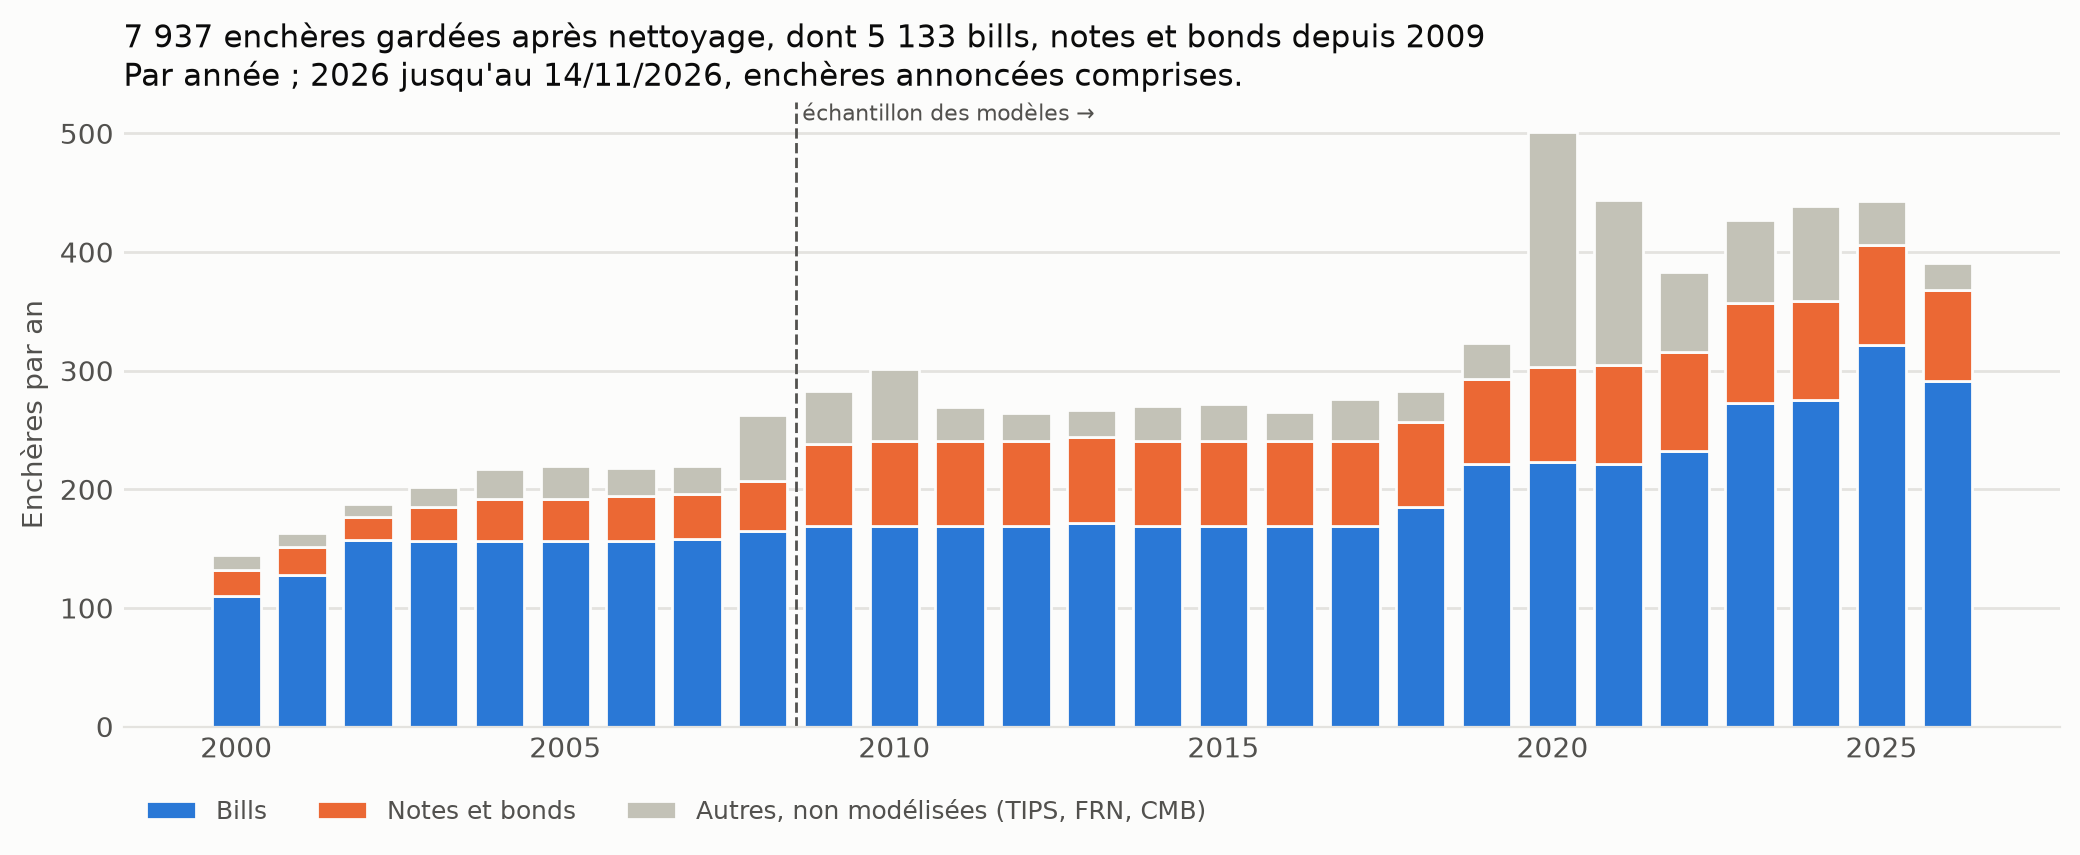 7 937 enchères gardées après nettoyage, dont 5 133 bills, notes et bonds depuis 2009
Par année ; 2026 jusqu'au 14/11/2026, enchères annoncées comprises.
échantillon des modèles →
Enchères par an
500
400
300
200
100
0
2000
2005
2010
2015
2020
2025
Bills
Notes et bonds
Autres, non modélisées (TIPS, FRN, CMB)